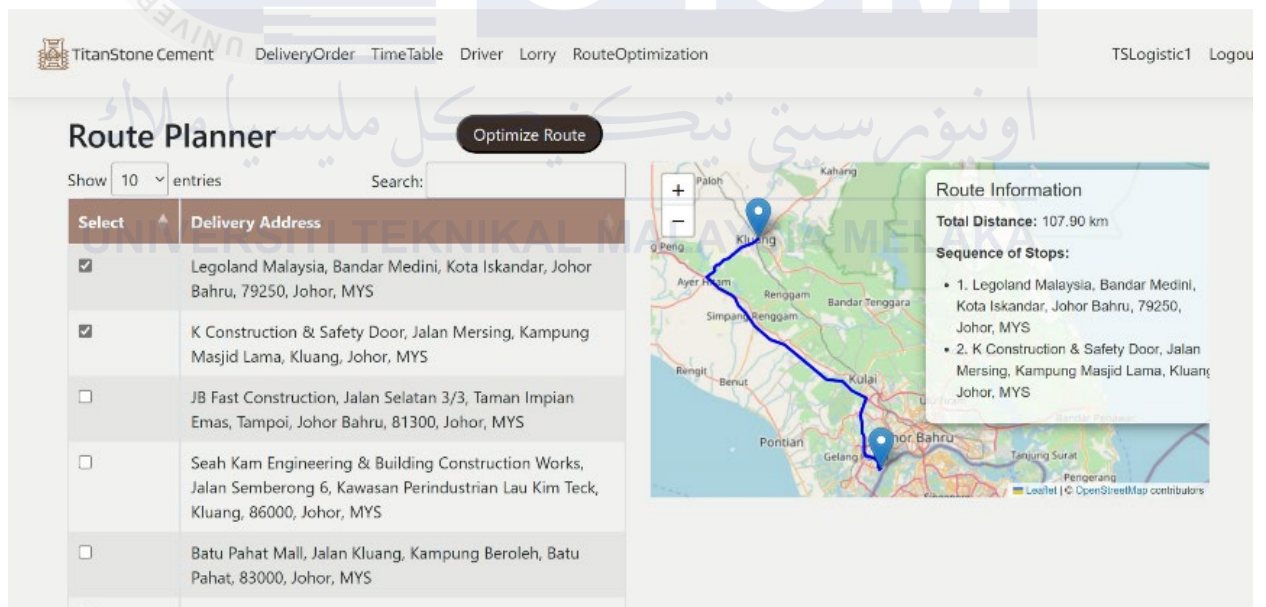 TitanStone Cement DeliveryOrder TimeTable Driver Lorry RouteOptimization TSLogistic1 Logou
اونيۏرسيتي تيكنيكل مليسيا ملاك
UNIVERSITI TEKNIKAL MALAYSIA MELAKA
Route Planner
Optimize Route
Show 10 entries
Search:
Select Delivery Address
Legoland Malaysia, Bandar Medini, Kota Iskandar, Johor
Bahru, 79250, Johor, MYS
K Construction & Safety Door, Jalan Mersing, Kampung
Masjid Lama, Kluang, Johor, MYS
JB Fast Construction, Jalan Selatan 3/3, Taman Impian
Emas, Tampoi, Johor Bahru, 81300, Johor, MYS
Seah Kam Engineering & Building Construction Works,
Jalan Semberong 6, Kawasan Perindustrian Lau Kim Teck,
Kluang, 86000, Johor, MYS
Batu Pahat Mall, Jalan Kluang, Kampung Beroleh, Batu
Pahat, 83000, Johor, MYS
+
−
Paloh
Kahang
Kluang
Ayer Hitam
Renggam
Bandar Tenggara
Simpang Renggam
Rengit
Benut
Kulai
Pontian
Gelang
hor Bahru
Tanjung Surat
Pengerang
Route Information
Total Distance: 107.90 km
Sequence of Stops:
• 1. Legoland Malaysia, Bandar Medini,
Kota Iskandar, Johor Bahru, 79250,
Johor, MYS
• 2. K Construction & Safety Door, Jalan
Mersing, Kampung Masjid Lama, Kluang
Johor, MYS
Leaflet | © OpenStreetMap contributors